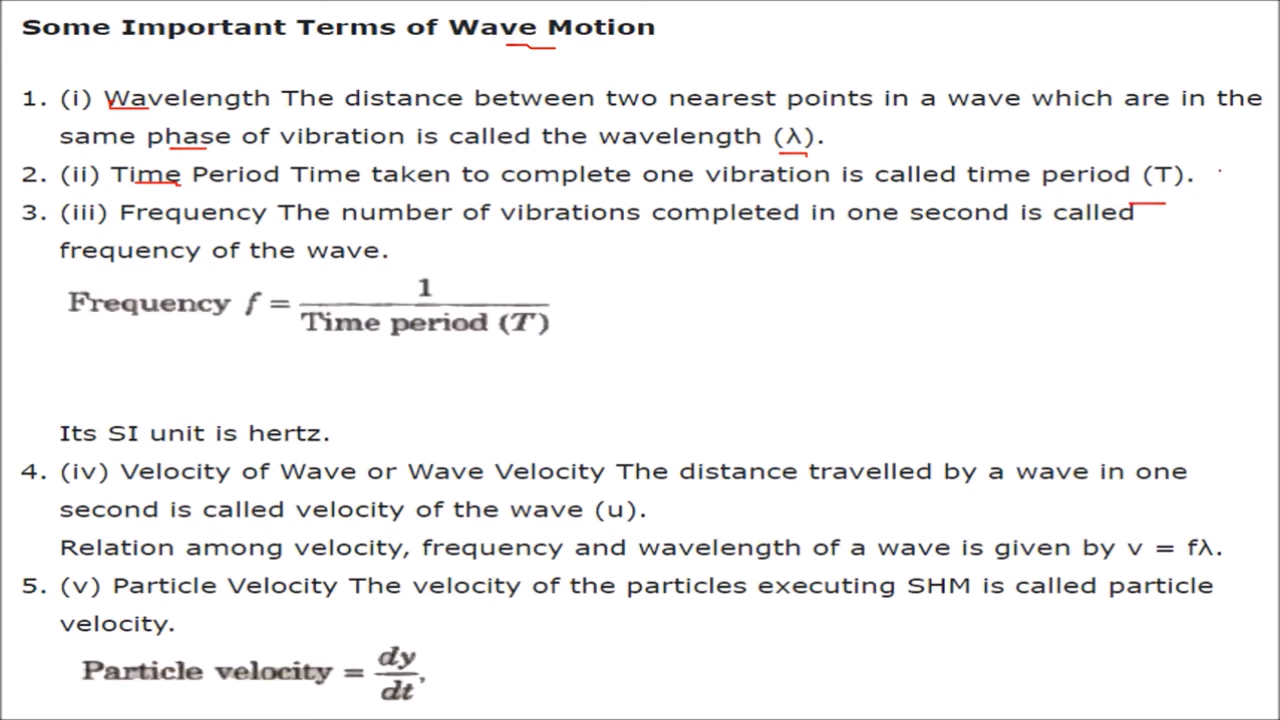 Some Important Terms of Wave Motion
1. (i) Wavelength The distance between two nearest points in a wave which are in the
same phase of vibration is called the wavelength (λ).
2. (ii) Time Period Time taken to complete one vibration is called time period (T).
3. (iii) Frequency The number of vibrations completed in one second is called
frequency of the wave.
Frequency f = 1 / Time period (T)
Its SI unit is hertz.
4. (iv) Velocity of Wave or Wave Velocity The distance travelled by a wave in one
second is called velocity of the wave (u).
Relation among velocity, frequency and wavelength of a wave is given by v = fλ.
5. (v) Particle Velocity The velocity of the particles executing SHM is called particle
velocity.
Particle velocity = dy / dt,